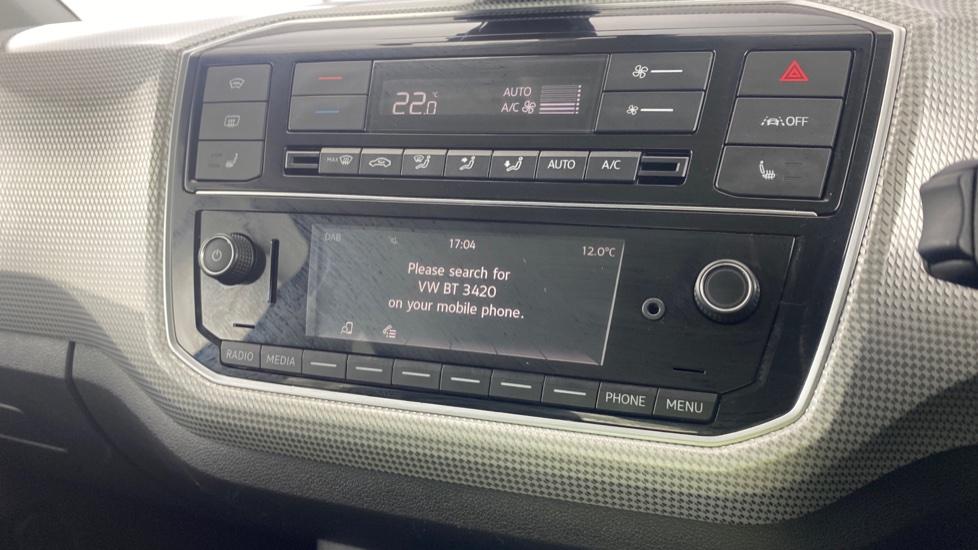 22.0 °C
AUTO
A/C
OFF
MAX
AUTO
A/C
DAB
17:04
12.0°C
Please search for
VW BT 3420
on your mobile phone.
RADIO
MEDIA
PHONE
MENU